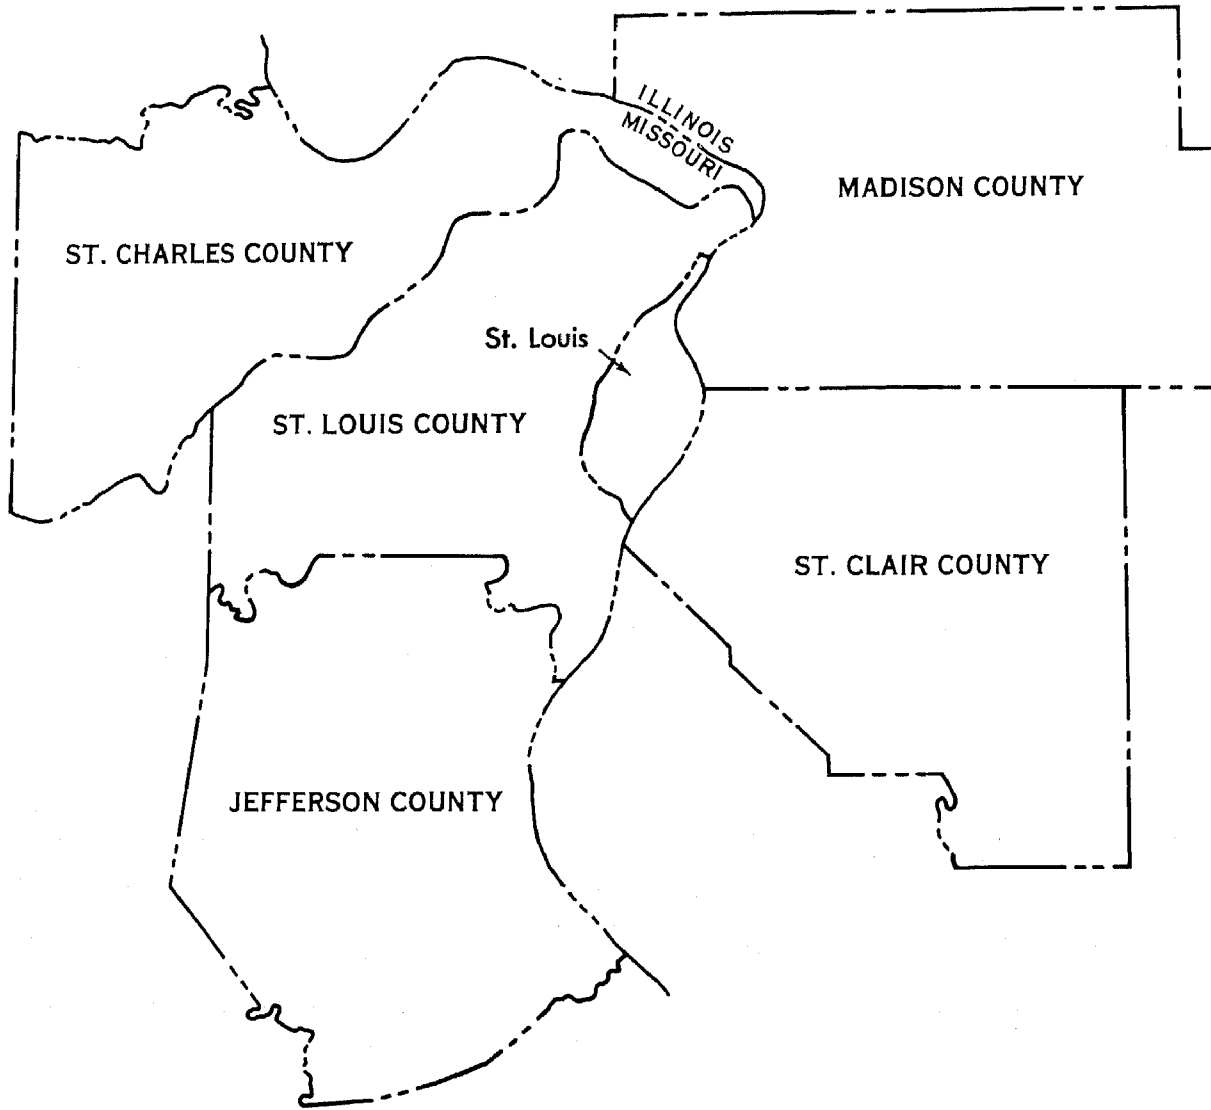 ILLINOIS
MISSOURI
MADISON COUNTY
ST. CHARLES COUNTY
St. Louis
ST. LOUIS COUNTY
ST. CLAIR COUNTY
JEFFERSON COUNTY